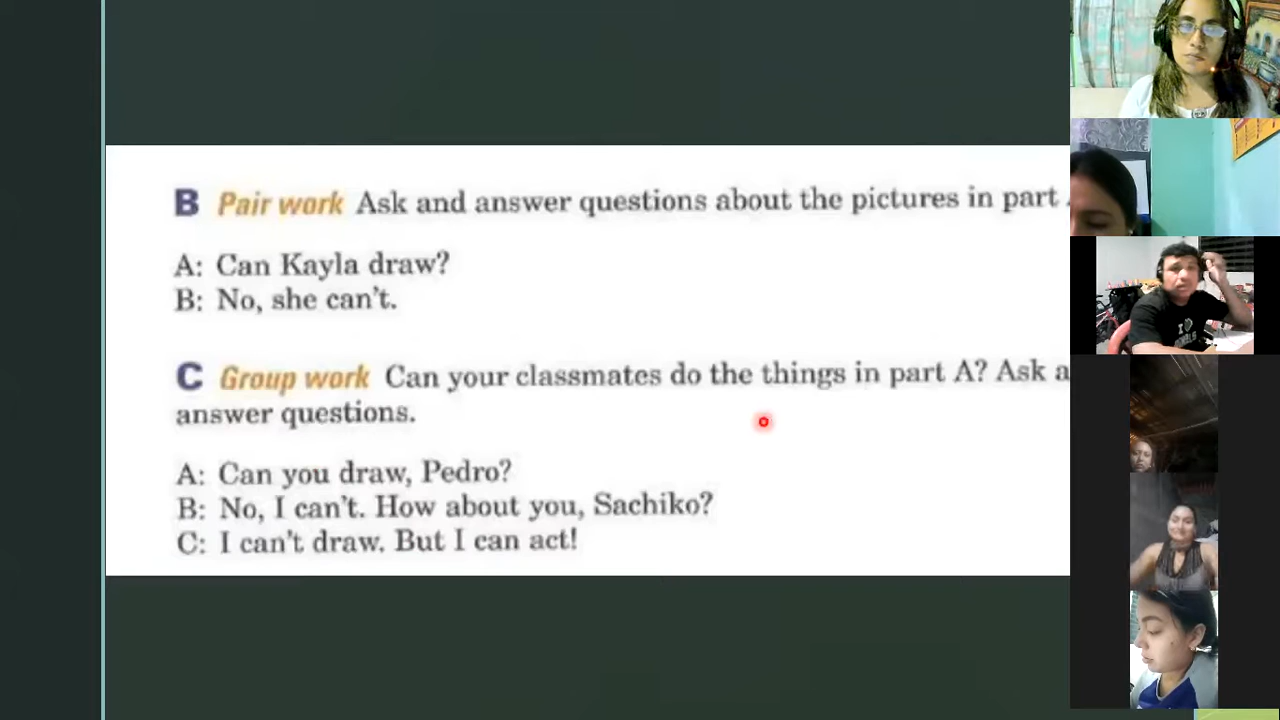 B Pair work Ask and answer questions about the pictures in part
A: Can Kayla draw?
B: No, she can't.
C Group work Can your classmates do the things in part A? Ask a
answer questions.
A: Can you draw, Pedro?
B: No, I can't. How about you, Sachiko?
C: I can't draw. But I can act!
I